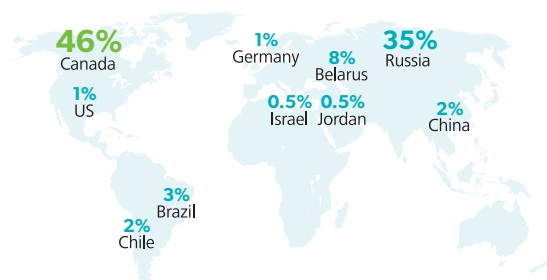 46%
Canada
1%
US
1%
Germany
8%
Belarus
35%
Russia
0.5%
Israel
0.5%
Jordan
2%
China
3%
Brazil
2%
Chile